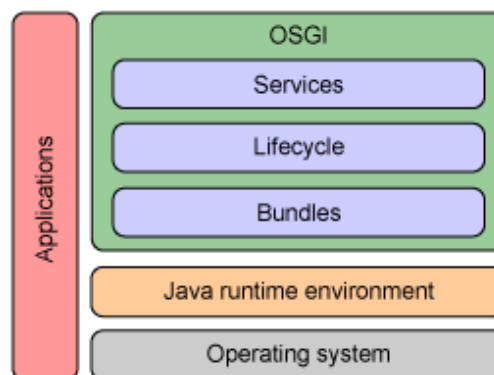 Applications
OSGI
Services
Lifecycle
Bundles
Java runtime environment
Operating system